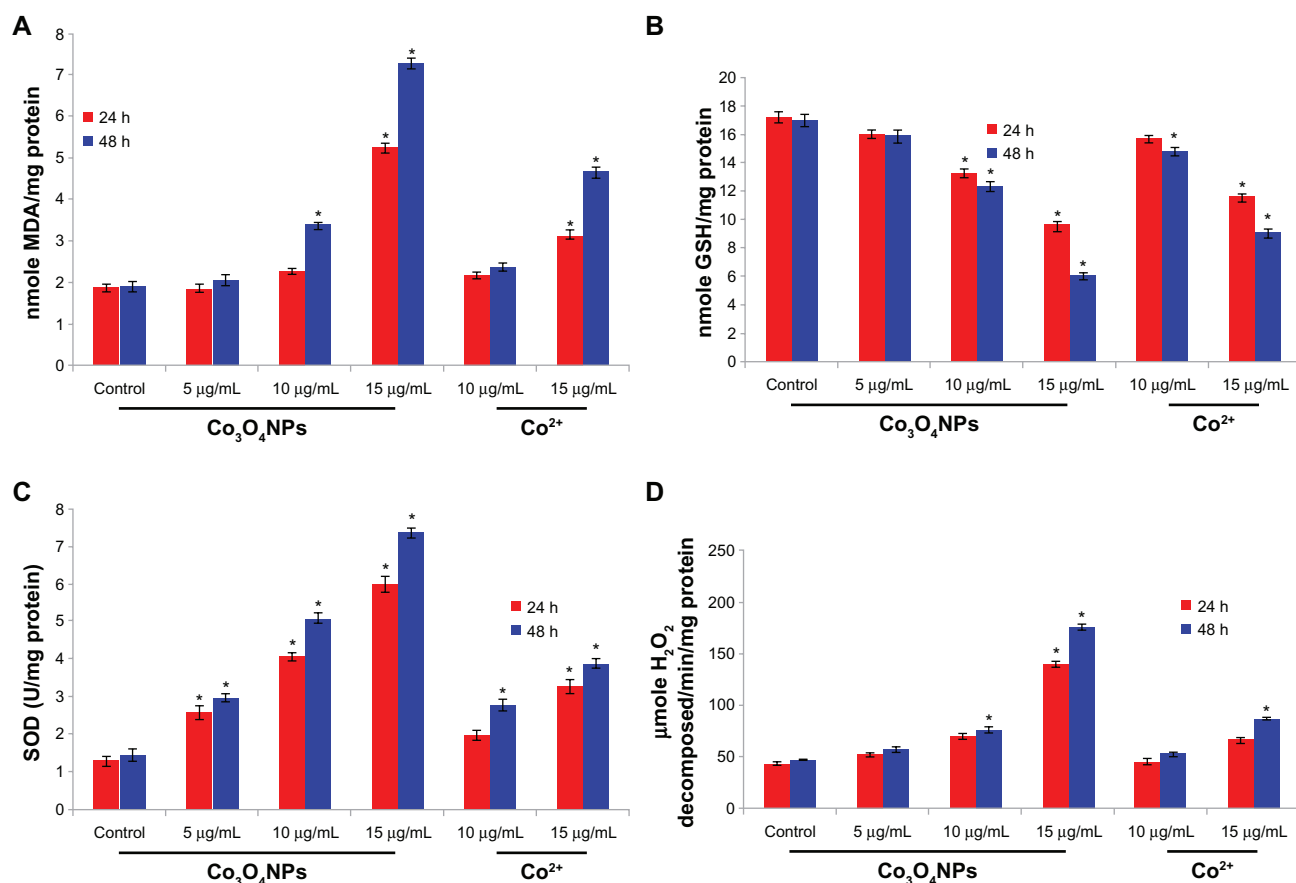 A
nmole MDA/mg protein
8
7
6
5
4
3
2
1
0
24 h
48 h
* * * * *
Control 5 µg/mL 10 µg/mL 15 µg/mL 10 µg/mL 15 µg/mL
Co₃O₄NPs Co²⁺
B
nmole GSH/mg protein
20
18
16
14
12
10
8
6
4
2
0
24 h
48 h
* * * * * * *
Control 5 µg/mL 10 µg/mL 15 µg/mL 10 µg/mL 15 µg/mL
Co₃O₄NPs Co²⁺
C
SOD (U/mg protein)
8
7
6
5
4
3
2
1
0
24 h
48 h
* * * * * * * * *
Control 5 µg/mL 10 µg/mL 15 µg/mL 10 µg/mL 15 µg/mL
Co₃O₄NPs Co²⁺
D
µmole H₂O₂
decomposed/min/mg protein
250
200
150
100
50
0
24 h
48 h
* * * *
Control 5 µg/mL 10 µg/mL 15 µg/mL 10 µg/mL 15 µg/mL
Co₃O₄NPs Co²⁺